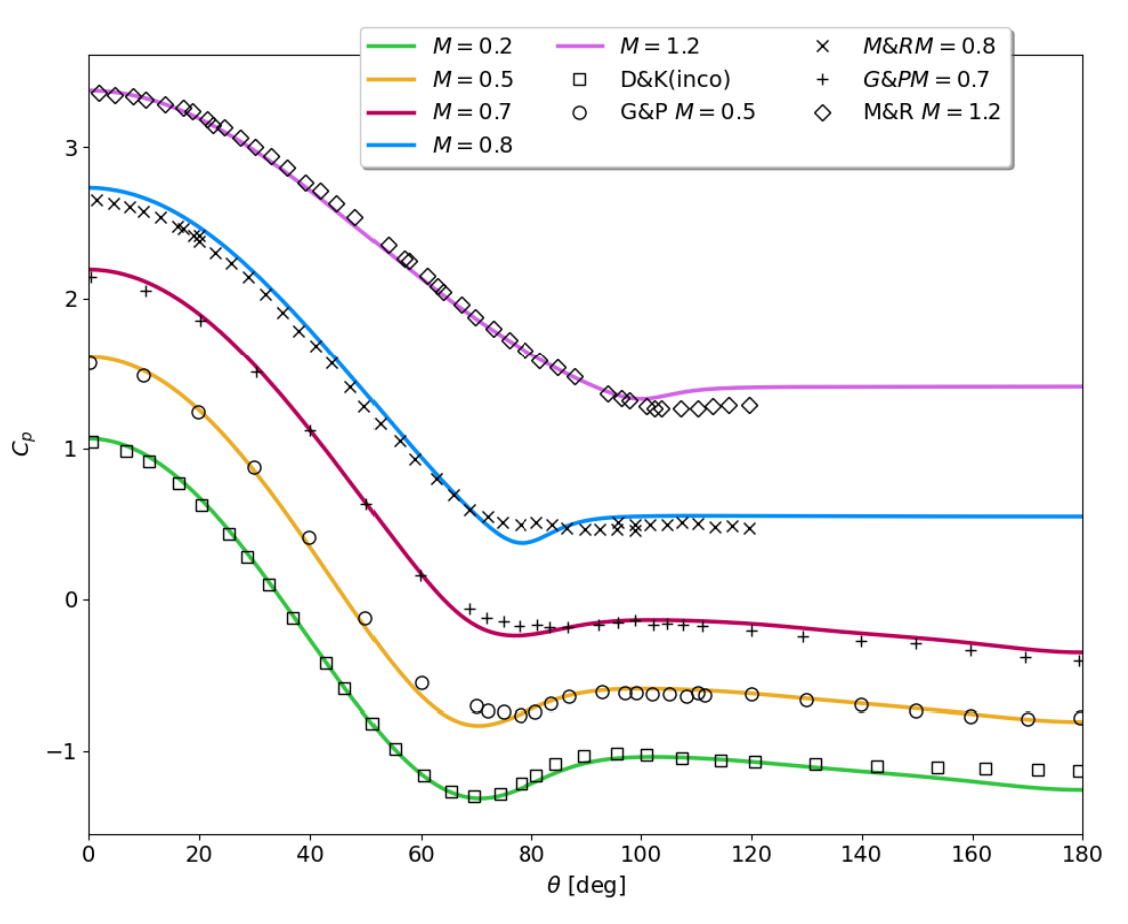 M = 0.2
M = 0.5
M = 0.7
M = 0.8
M = 1.2
D&K(inco)
G&P M = 0.5
M&RM = 0.8
G&PM = 0.7
M&R M = 1.2
3
2
1
0
−1
Cp
0 20 40 60 80 100 120 140 160 180
θ [deg]